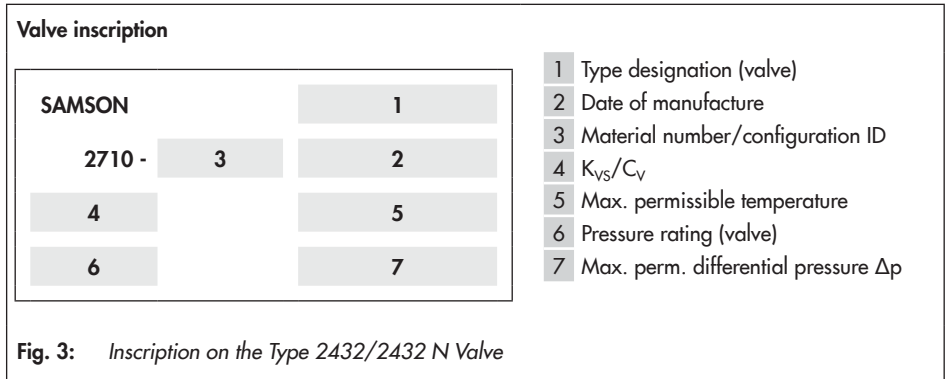 Valve inscription
SAMSON 1
2710 - 3 2
4 5
6 7
1 Type designation (valve)
2 Date of manufacture
3 Material number/configuration ID
4 KVS/CV
5 Max. permissible temperature
6 Pressure rating (valve)
7 Max. perm. differential pressure Δp
Fig. 3: Inscription on the Type 2432/2432 N Valve